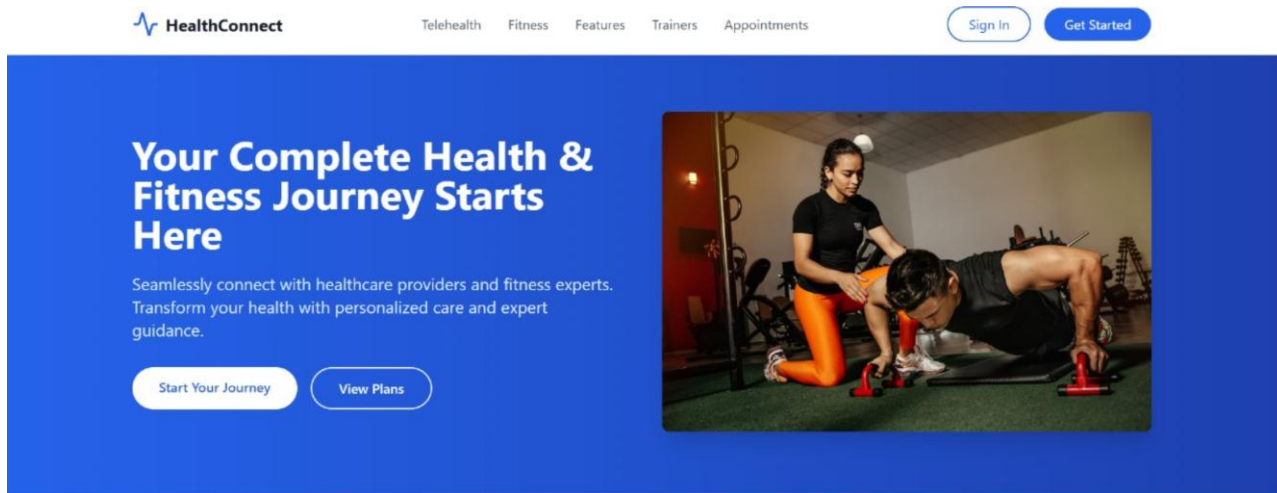 HealthConnect
Telehealth
Fitness
Features
Trainers
Appointments
Sign In
Get Started
Your Complete Health &
Fitness Journey Starts
Here
Seamlessly connect with healthcare providers and fitness experts.
Transform your health with personalized care and expert
guidance.
Start Your Journey
View Plans